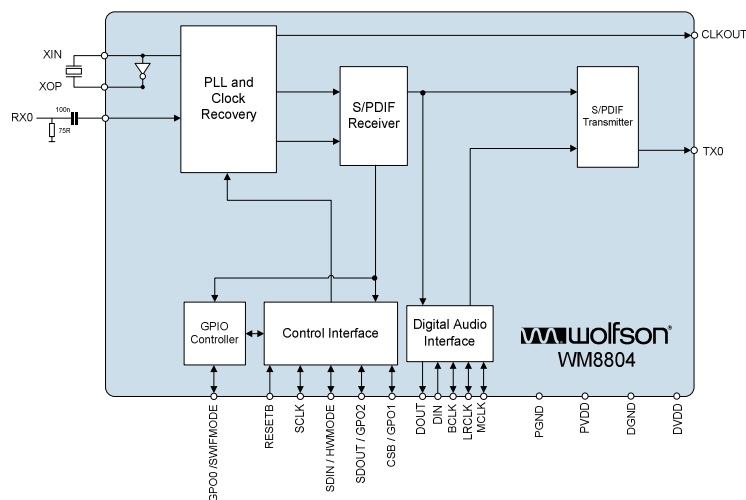 XIN
XOP
RX0
100n
75R
PLL and
Clock
Recovery
S/PDIF
Receiver
S/PDIF
Transmitter
CLKOUT
TX0
GPIO
Controller
Control Interface
Digital Audio
Interface
wolfson®
WM8804
GPO0 /SWIFMODE
RESETB
SCLK
SDIN / HWMODE
SDOUT / GPO2
CSB / GPO1
DOUT
DIN
BCLK
LRCLK
MCLK
PGND
PVDD
DGND
DVDD